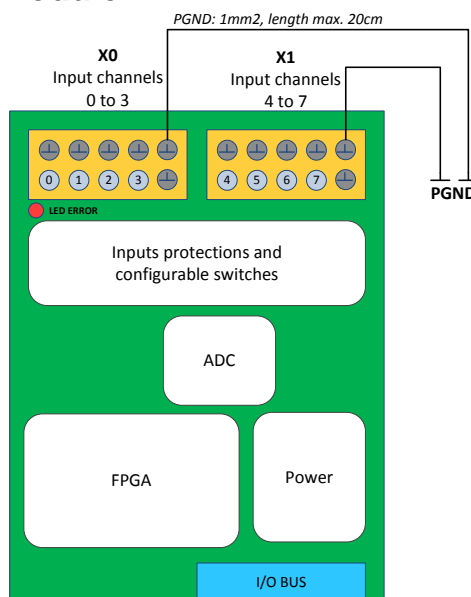 PGND: 1mm2, length max. 20cm
X0
Input channels
0 to 3
X1
Input channels
4 to 7
0 1 2 3
4 5 6 7
PGND
LED ERROR
Inputs protections and
configurable switches
ADC
FPGA
Power
I/O BUS